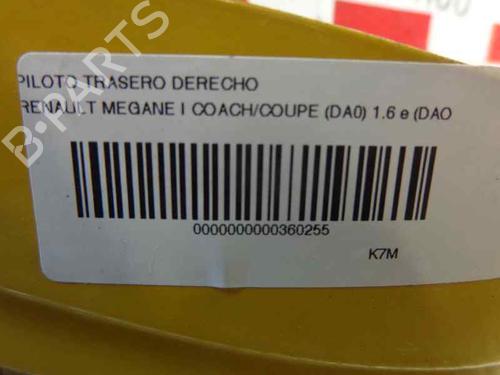 PILOTO TRASERO DERECHO
RENAULT MEGANE I COACH/COUPE (DA0) 1.6 e (DAO
0000000000360255
K7M
B-PARTS